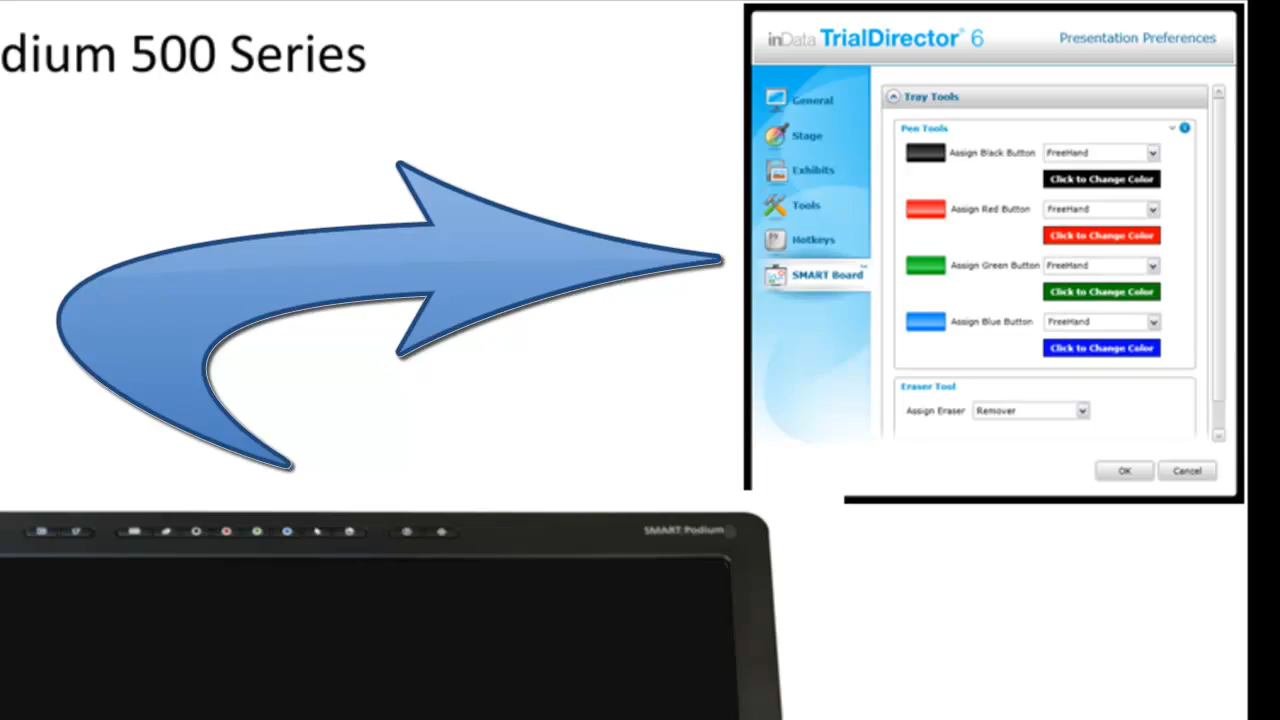 dium 500 Series
inData TrialDirector® 6
Presentation Preferences
General
Stage
Exhibits
Tools
Hotkeys
SMART Board
Tray Tools
Pen Tools
Assign Black Button FreeHand
Click to Change Color
Assign Red Button FreeHand
Click to Change Color
Assign Green Button FreeHand
Click to Change Color
Assign Blue Button FreeHand
Click to Change Color
Eraser Tool
Assign Eraser Remover
OK Cancel
SMART Podium